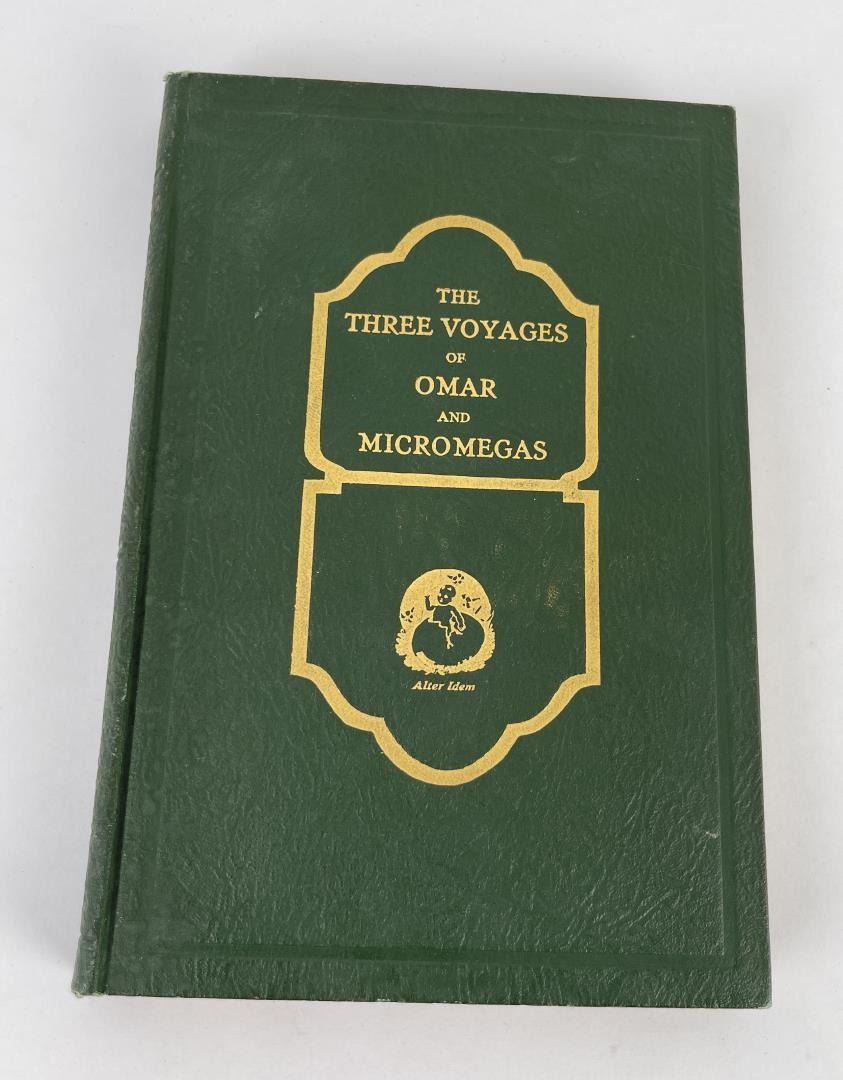 THE
THREE VOYAGES
OF
OMAR
AND
MICROMEGAS
Alter Idem